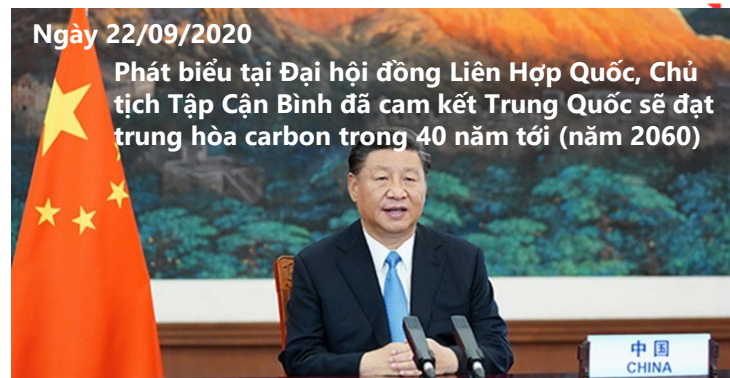 Ngày 22/09/2020
Phát biểu tại Đại hội đồng Liên Hợp Quốc, Chủ
tịch Tập Cận Bình đã cam kết Trung Quốc sẽ đạt
trung hòa carbon trong 40 năm tới (năm 2060)
中国
CHINA